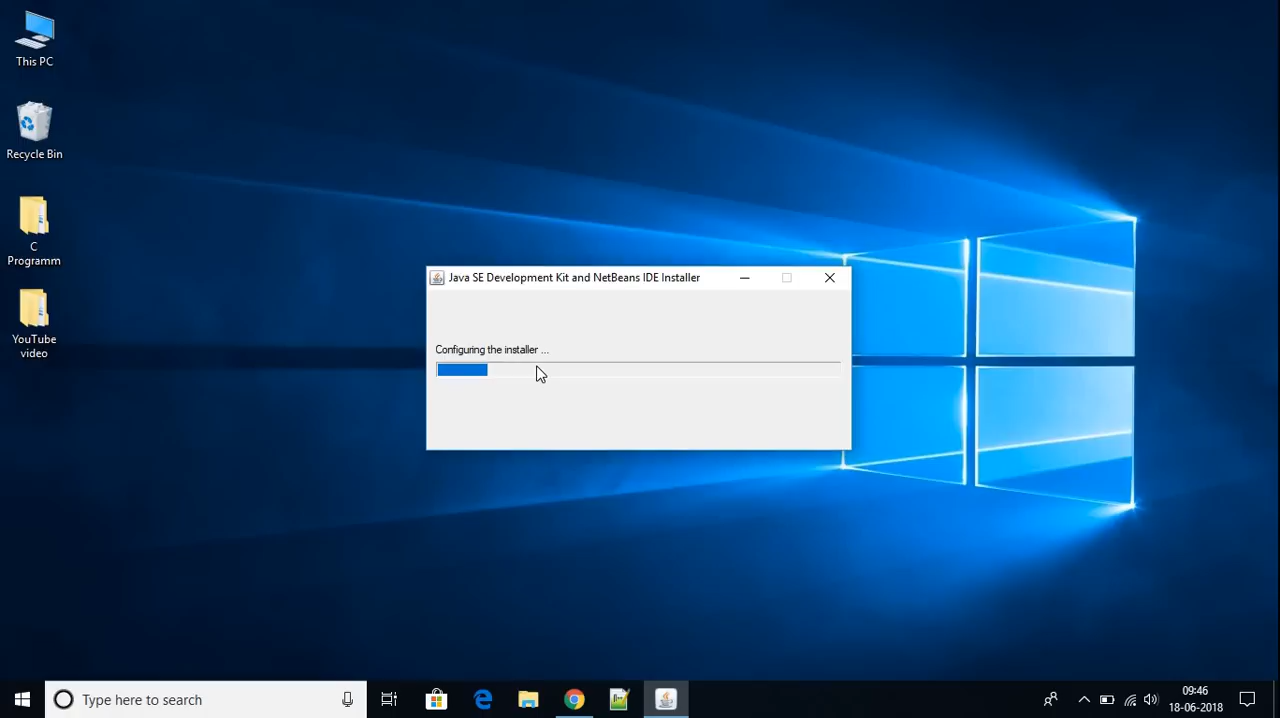 This PC
Recycle Bin
C
Programm
YouTube
video
Java SE Development Kit and NetBeans IDE Installer
Configuring the installer ...
Type here to search
09:46
18-06-2018